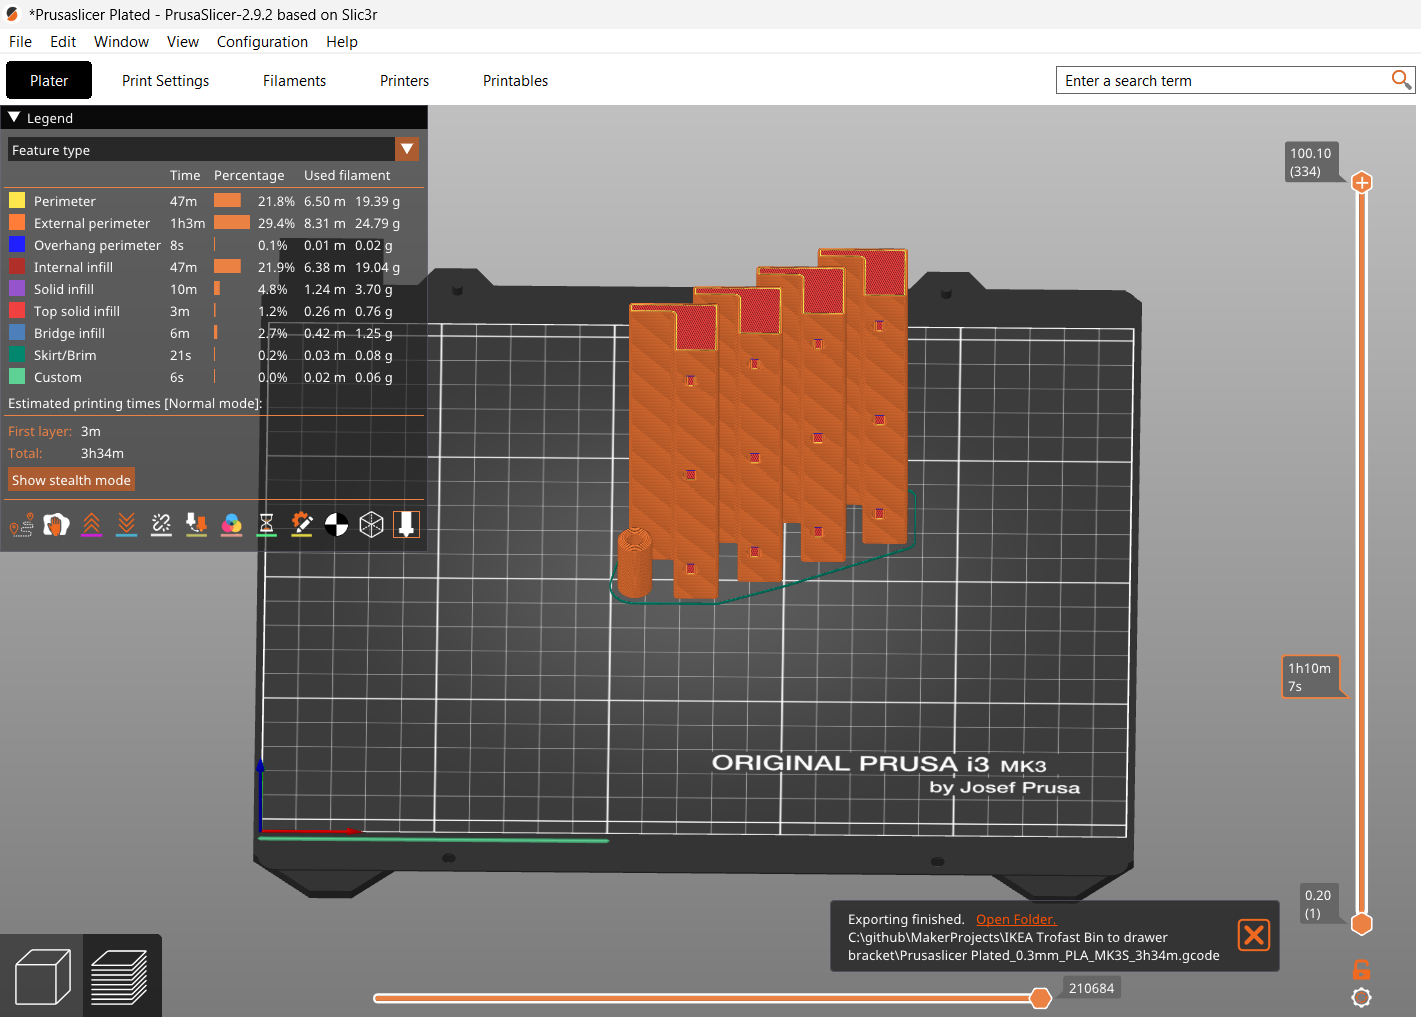 *Prusaslicer Plated - PrusaSlicer-2.9.2 based on Slic3r
File Edit Window View Configuration Help
Plater Print Settings Filaments Printers Printables Enter a search term
Legend
Feature type
Time Percentage Used filament
Perimeter 47m 21.8% 6.50 m 19.39 g
External perimeter 1h3m 29.4% 8.31 m 24.79 g
Overhang perimeter 8s 0.1% 0.01 m 0.02 g
Internal infill 47m 21.9% 6.38 m 19.04 g
Solid infill 10m 4.8% 1.24 m 3.70 g
Top solid infill 3m 1.2% 0.26 m 0.76 g
Bridge infill 6m 2.7% 0.42 m 1.25 g
Skirt/Brim 21s 0.2% 0.03 m 0.08 g
Custom 6s 0.0% 0.02 m 0.06 g
Estimated printing times [Normal mode]:
First layer: 3m
Total: 3h34m
Show stealth mode
100.10
(334)
1h10m
7s
ORIGINAL PRUSA i3 MK3
by Josef Prusa
0.20
(1)
Exporting finished. Open Folder.
C:\github\MakerProjects\IKEA Trofast Bin to drawer
bracket\Prusaslicer Plated_0.3mm_PLA_MK3S_3h34m.gcode
210684